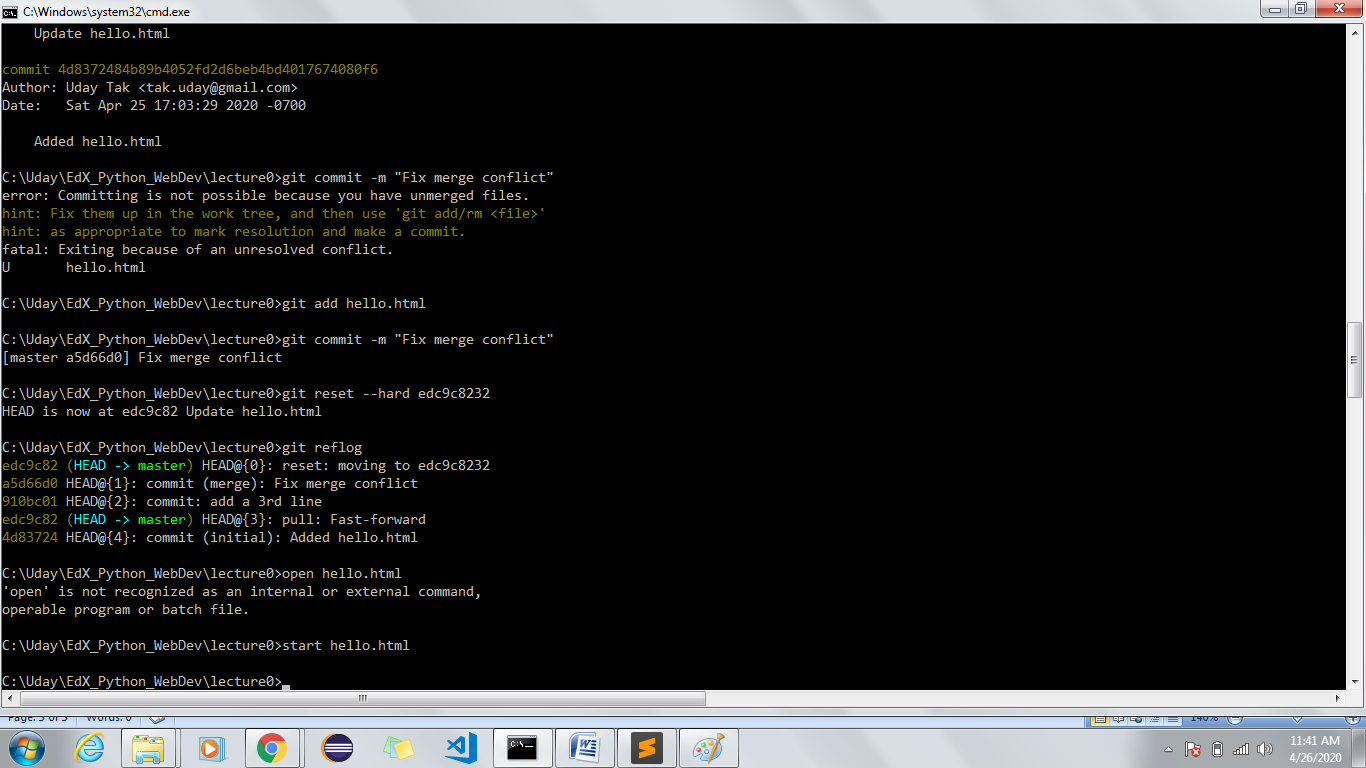 C:\Windows\system32\cmd.exe
Update hello.html
commit 4d8372484b89b4052fd2d6beb4bd4017674080f6
Author: Uday Tak <tak.uday@gmail.com>
Date:   Sat Apr 25 17:03:29 2020 -0700
Added hello.html
C:\Uday\EdX_Python_WebDev\lecture0>git commit -m "Fix merge conflict"
error: Committing is not possible because you have unmerged files.
hint: Fix them up in the work tree, and then use 'git add/rm <file>'
hint: as appropriate to mark resolution and make a commit.
fatal: Exiting because of an unresolved conflict.
U       hello.html
C:\Uday\EdX_Python_WebDev\lecture0>git add hello.html
C:\Uday\EdX_Python_WebDev\lecture0>git commit -m "Fix merge conflict"
[master a5d66d0] Fix merge conflict
C:\Uday\EdX_Python_WebDev\lecture0>git reset --hard edc9c8232
HEAD is now at edc9c82 Update hello.html
C:\Uday\EdX_Python_WebDev\lecture0>git reflog
edc9c82 (HEAD -> master) HEAD@{0}: reset: moving to edc9c8232
a5d66d0 HEAD@{1}: commit (merge): Fix merge conflict
910bc01 HEAD@{2}: commit: add a 3rd line
edc9c82 (HEAD -> master) HEAD@{3}: pull: Fast-forward
4d83724 HEAD@{4}: commit (initial): Added hello.html
C:\Uday\EdX_Python_WebDev\lecture0>open hello.html
'open' is not recognized as an internal or external command,
operable program or batch file.
C:\Uday\EdX_Python_WebDev\lecture0>start hello.html
C:\Uday\EdX_Python_WebDev\lecture0>_
Page: 5 of 5 Words: 0 140%
11:41 AM
4/26/2020